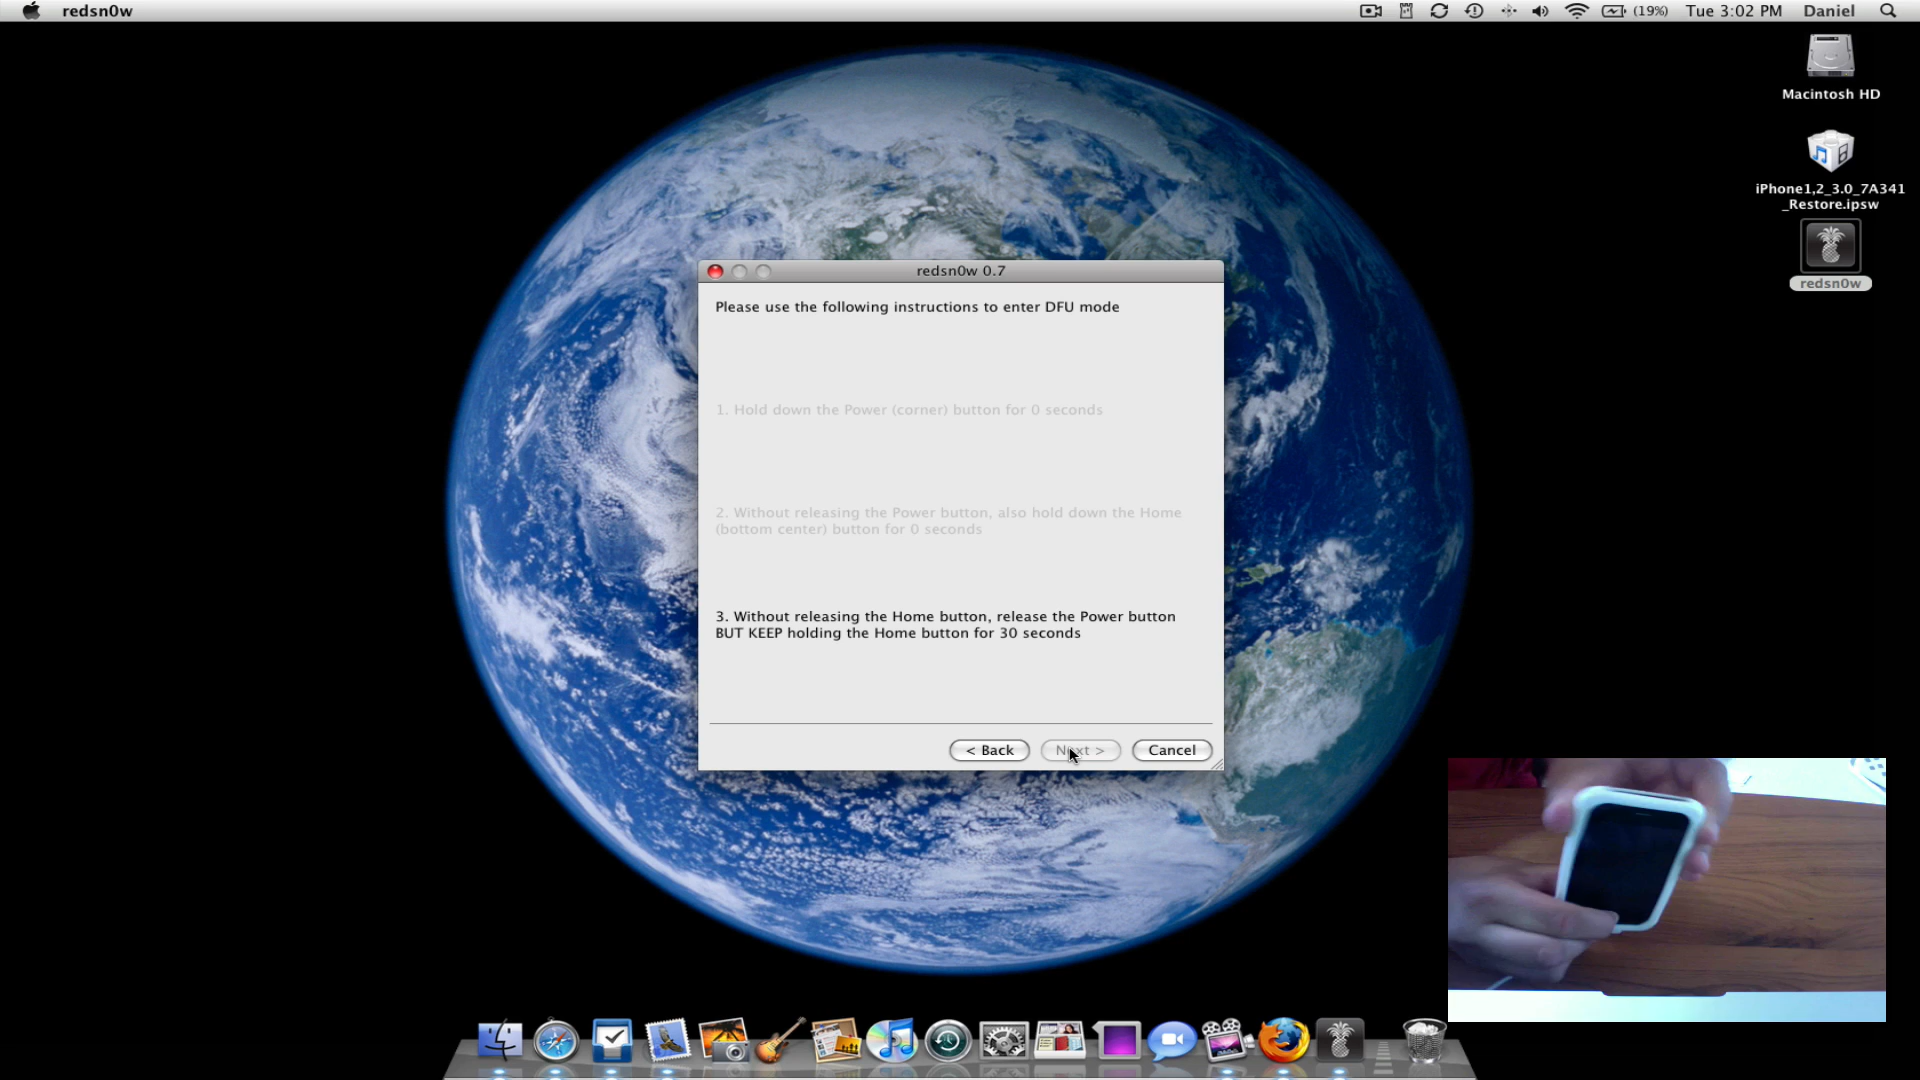 redsn0w
(19%) Tue 3:02 PM Daniel
Macintosh HD
iPhone1,2_3.0_7A341
_Restore.ipsw
redsn0w
redsn0w 0.7
Please use the following instructions to enter DFU mode
1. Hold down the Power (corner) button for 0 seconds
2. Without releasing the Power button, also hold down the Home
(bottom center) button for 0 seconds
3. Without releasing the Home button, release the Power button
BUT KEEP holding the Home button for 30 seconds
< Back Next > Cancel